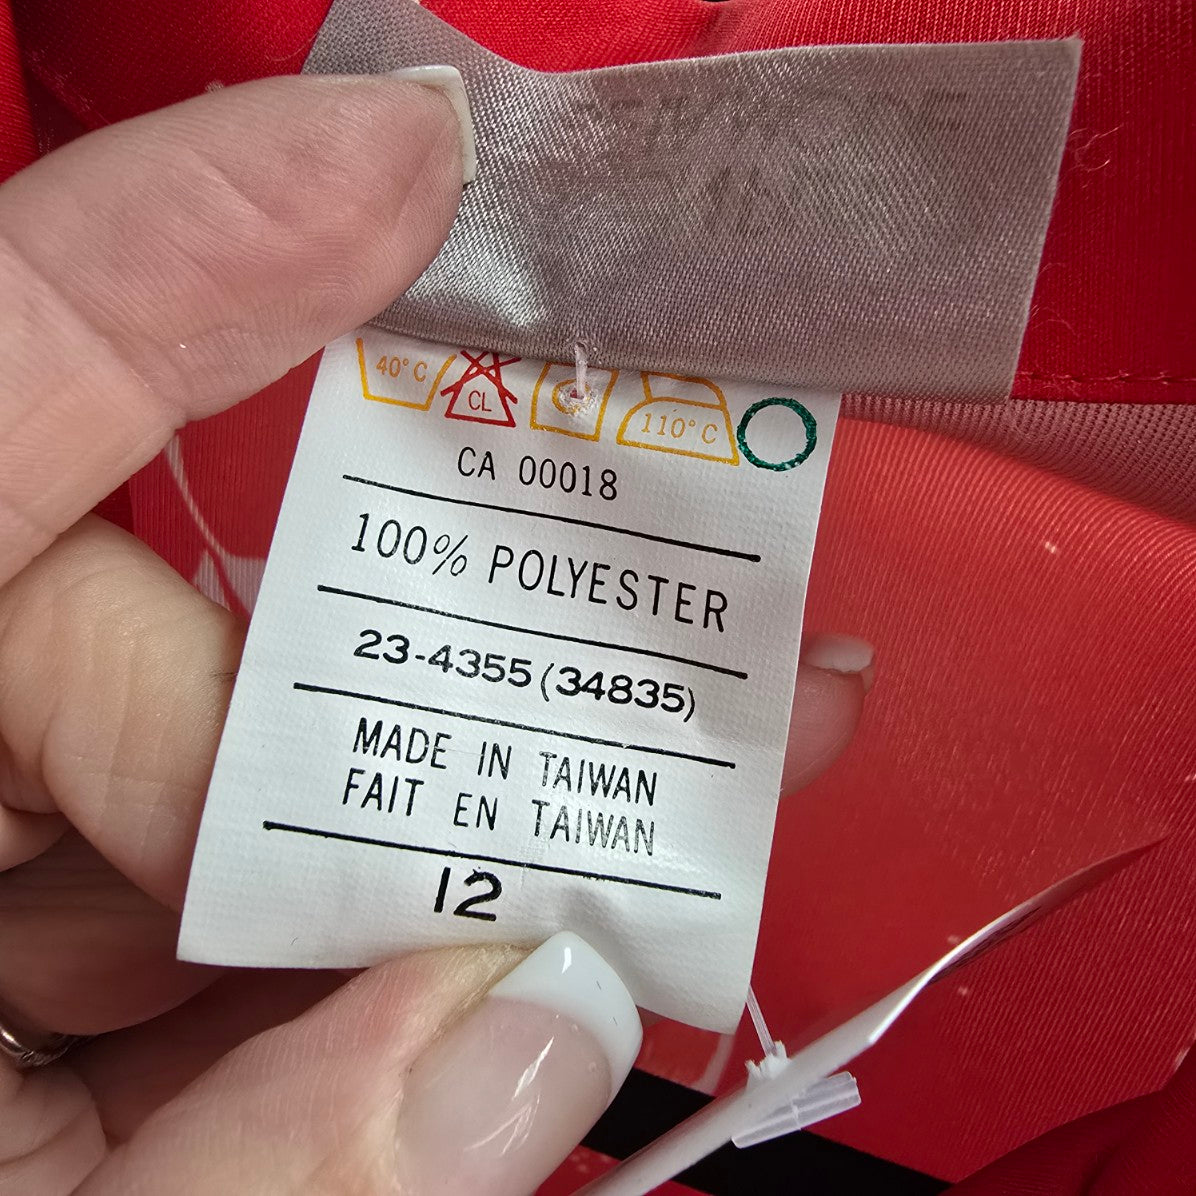 40°C CL C 110°C
CA 00018
100% POLYESTER
23-4355(34835)
MADE IN TAIWAN
FAIT EN TAIWAN
12